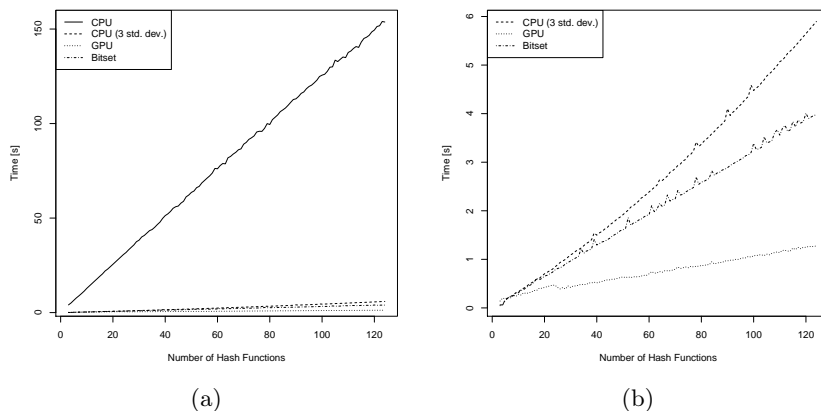 CPU
CPU (3 std. dev.)
GPU
Bitset
Time [s]
0 50 100 150
0 20 40 60 80 100 120
Number of Hash Functions
(a)
CPU (3 std. dev.)
GPU
Bitset
Time [s]
0 1 2 3 4 5 6
0 20 40 60 80 100 120
Number of Hash Functions
(b)